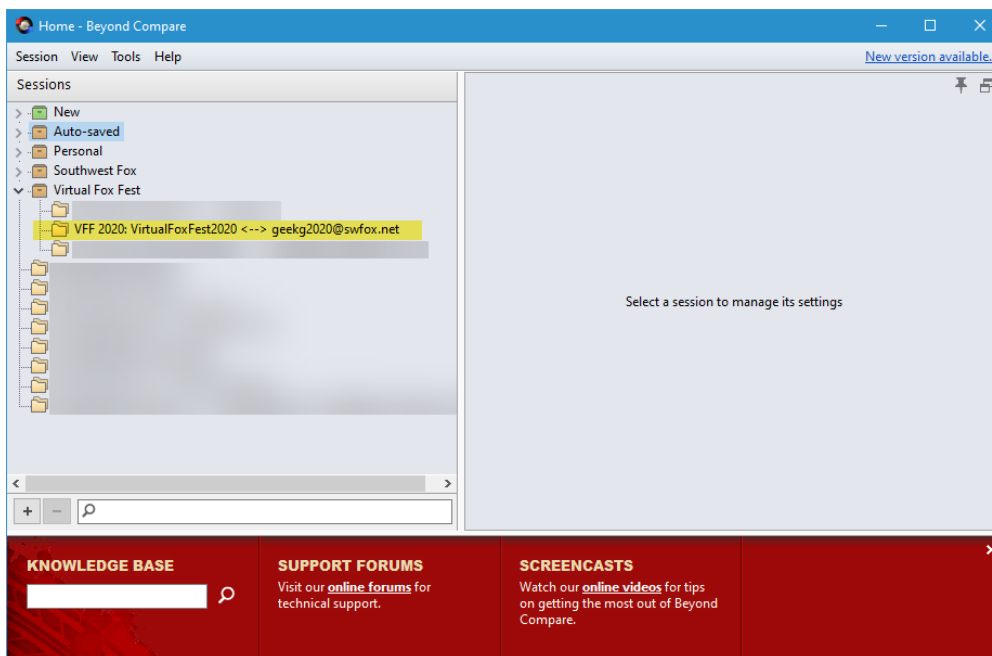 Home - Beyond Compare
Session View Tools Help
New version available.
Sessions
New
Auto-saved
Personal
Southwest Fox
Virtual Fox Fest
VFF 2020: VirtualFoxFest2020 <--> geekg2020@swfox.net
Select a session to manage its settings
KNOWLEDGE BASE
SUPPORT FORUMS
Visit our online forums for
technical support.
SCREENCASTS
Watch our online videos for tips
on getting the most out of Beyond
Compare.